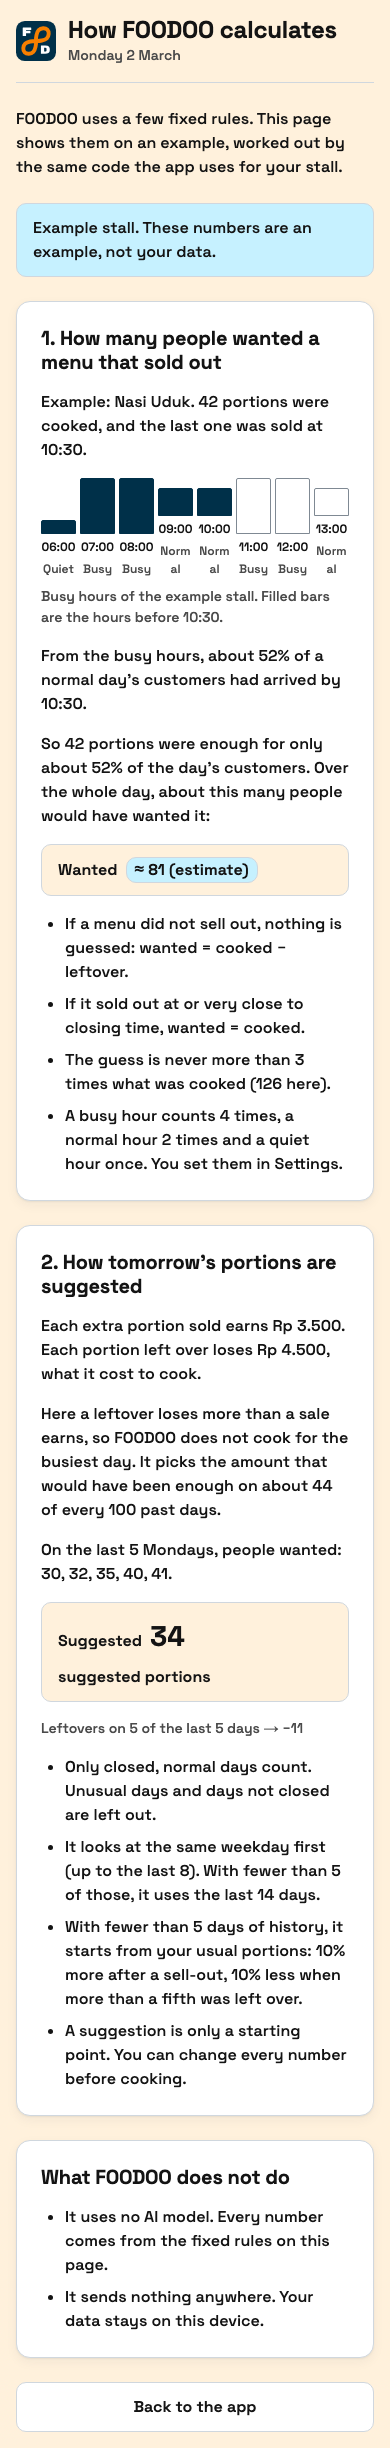 F
D
How FOODOO calculates
Monday 2 March
FOODOO uses a few fixed rules. This page
shows them on an example, worked out by
the same code the app uses for your stall.
Example stall. These numbers are an
example, not your data.
1. How many people wanted a
menu that sold out
Example: Nasi Uduk. 42 portions were
cooked, and the last one was sold at
10:30.
06:00 07:00 08:00 09:00 10:00 11:00 12:00 13:00
Quiet Busy Busy Norm Norm Busy Busy Norm
al al al
Busy hours of the example stall. Filled bars
are the hours before 10:30.
From the busy hours, about 52% of a
normal day's customers had arrived by
10:30.
So 42 portions were enough for only
about 52% of the day's customers. Over
the whole day, about this many people
would have wanted it:
Wanted ≈ 81 (estimate)
• If a menu did not sell out, nothing is
guessed: wanted = cooked −
leftover.
• If it sold out at or very close to
closing time, wanted = cooked.
• The guess is never more than 3
times what was cooked (126 here).
• A busy hour counts 4 times, a
normal hour 2 times and a quiet
hour once. You set them in Settings.
2. How tomorrow's portions are
suggested
Each extra portion sold earns Rp 3.500.
Each portion left over loses Rp 4.500,
what it cost to cook.
Here a leftover loses more than a sale
earns, so FOODOO does not cook for the
busiest day. It picks the amount that
would have been enough on about 44
of every 100 past days.
On the last 5 Mondays, people wanted:
30, 32, 35, 40, 41.
Suggested 34
suggested portions
Leftovers on 5 of the last 5 days → −11
• Only closed, normal days count.
Unusual days and days not closed
are left out.
• It looks at the same weekday first
(up to the last 8). With fewer than 5
of those, it uses the last 14 days.
• With fewer than 5 days of history, it
starts from your usual portions: 10%
more after a sell-out, 10% less when
more than a fifth was left over.
• A suggestion is only a starting
point. You can change every number
before cooking.
What FOODOO does not do
• It uses no AI model. Every number
comes from the fixed rules on this
page.
• It sends nothing anywhere. Your
data stays on this device.
Back to the app